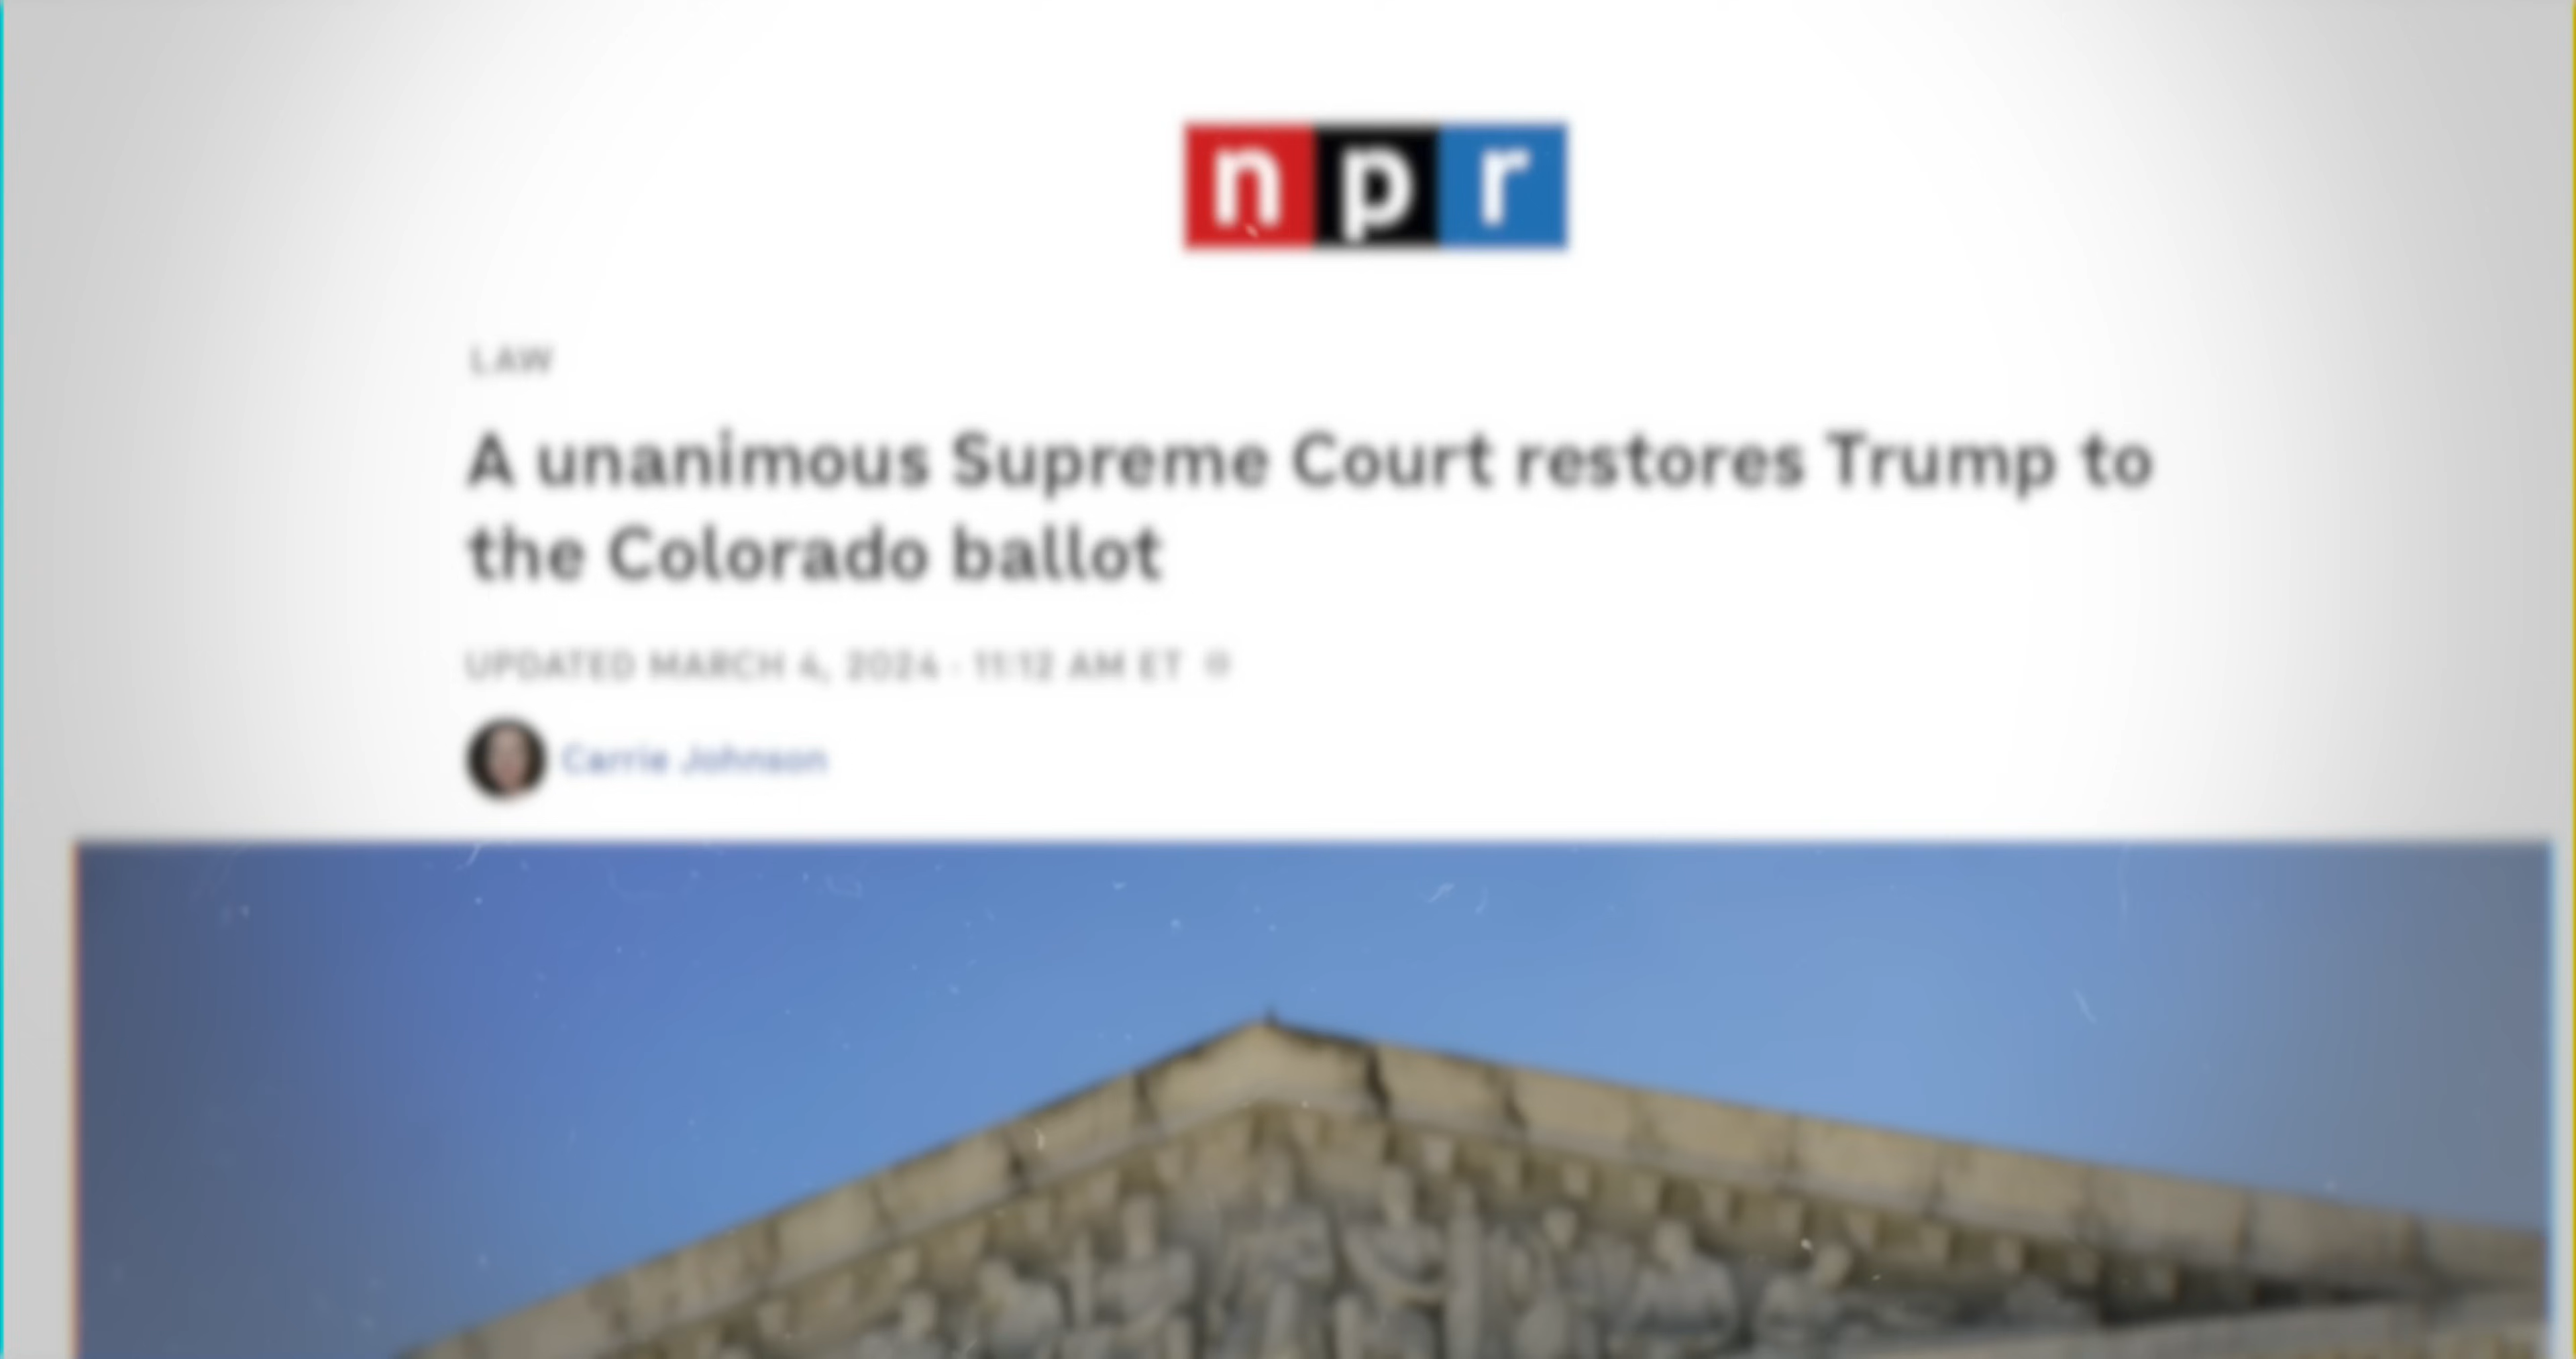 npr
LAW
A unanimous Supreme Court restores Trump to
the Colorado ballot
UPDATED MARCH 4, 2024 · 11:12 AM ET
Carrie Johnson